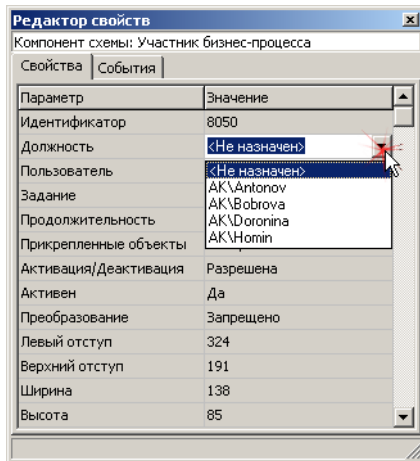 Редактор свойств
Компонент схемы: Участник бизнес-процесса
Свойства События
Параметр Значение
Идентификатор 8050
Должность <Не назначен>
Пользователь <Не назначен>
AK\Antonov
Задание AK\Bobrova
Продолжительность AK\Doronina
AK\Homin
Прикрепленные объекты
Активация/Деактивация Разрешена
Активен Да
Преобразование Запрещено
Левый отступ 324
Верхний отступ 191
Ширина 138
Высота 85